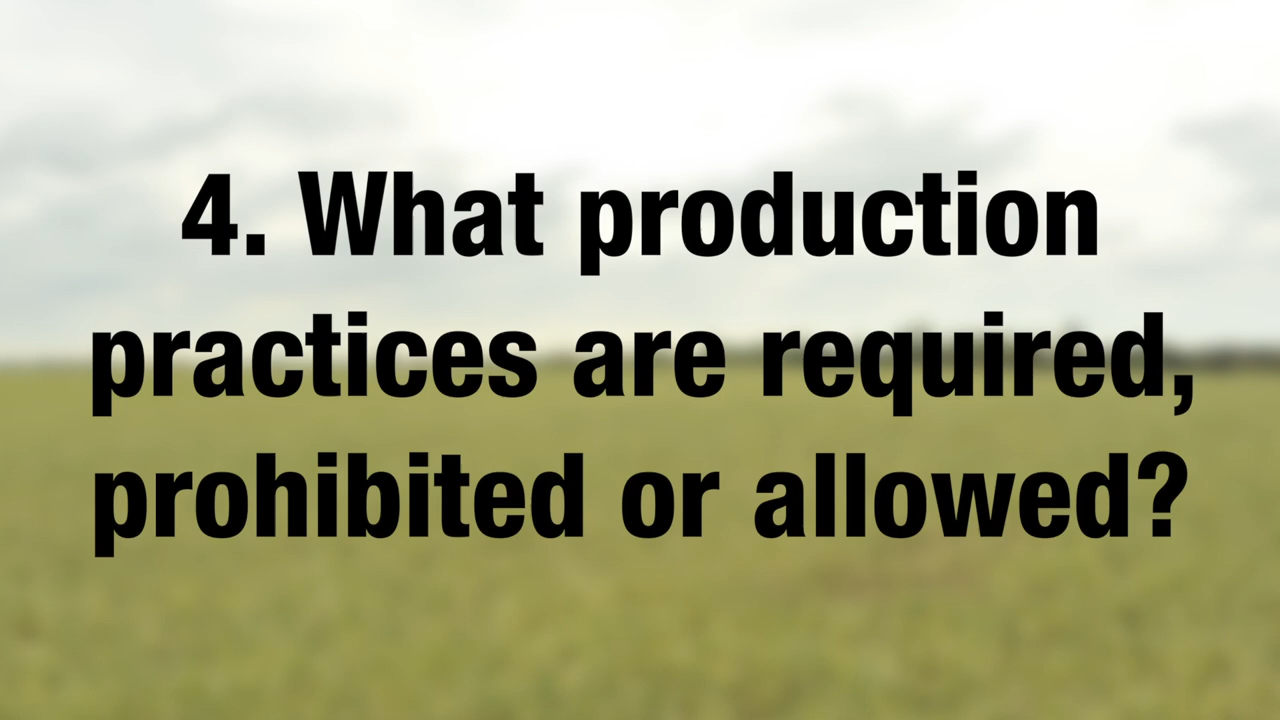 4. What production
practices are required,
prohibited or allowed?